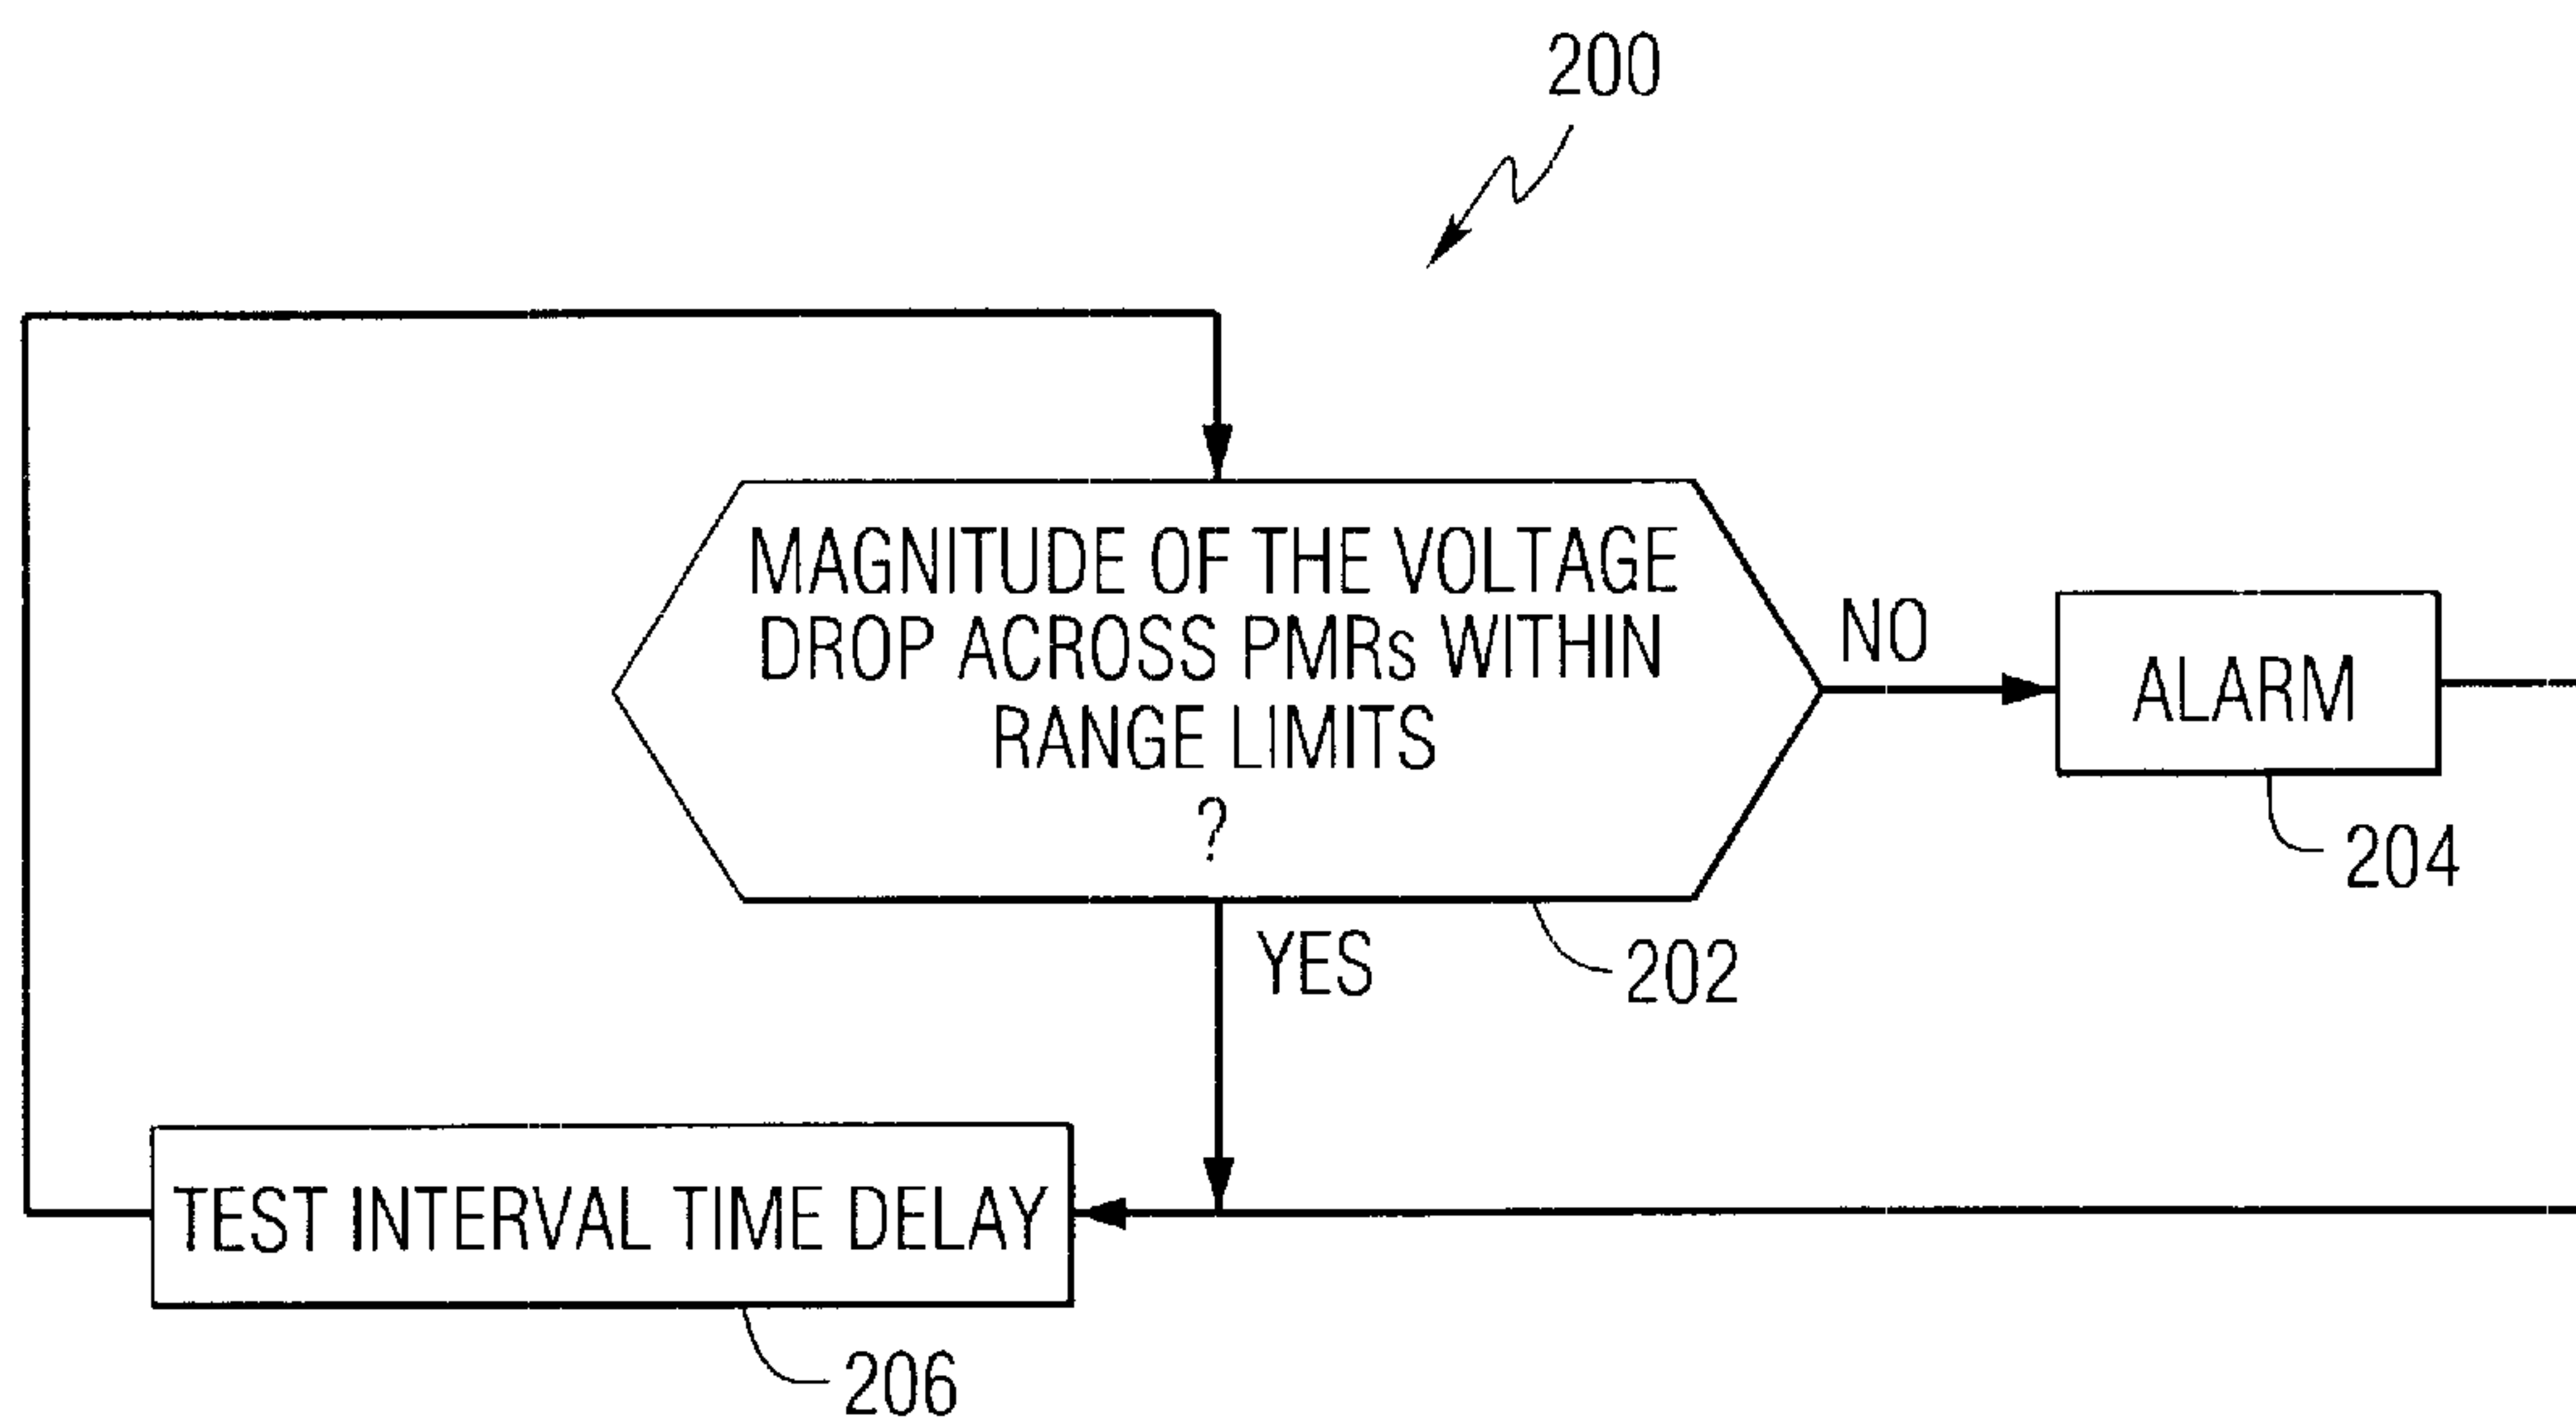 200
MAGNITUDE OF THE VOLTAGE
DROP ACROSS PMRs WITHIN
RANGE LIMITS
?
NO
ALARM
204
YES
202
TEST INTERVAL TIME DELAY
206